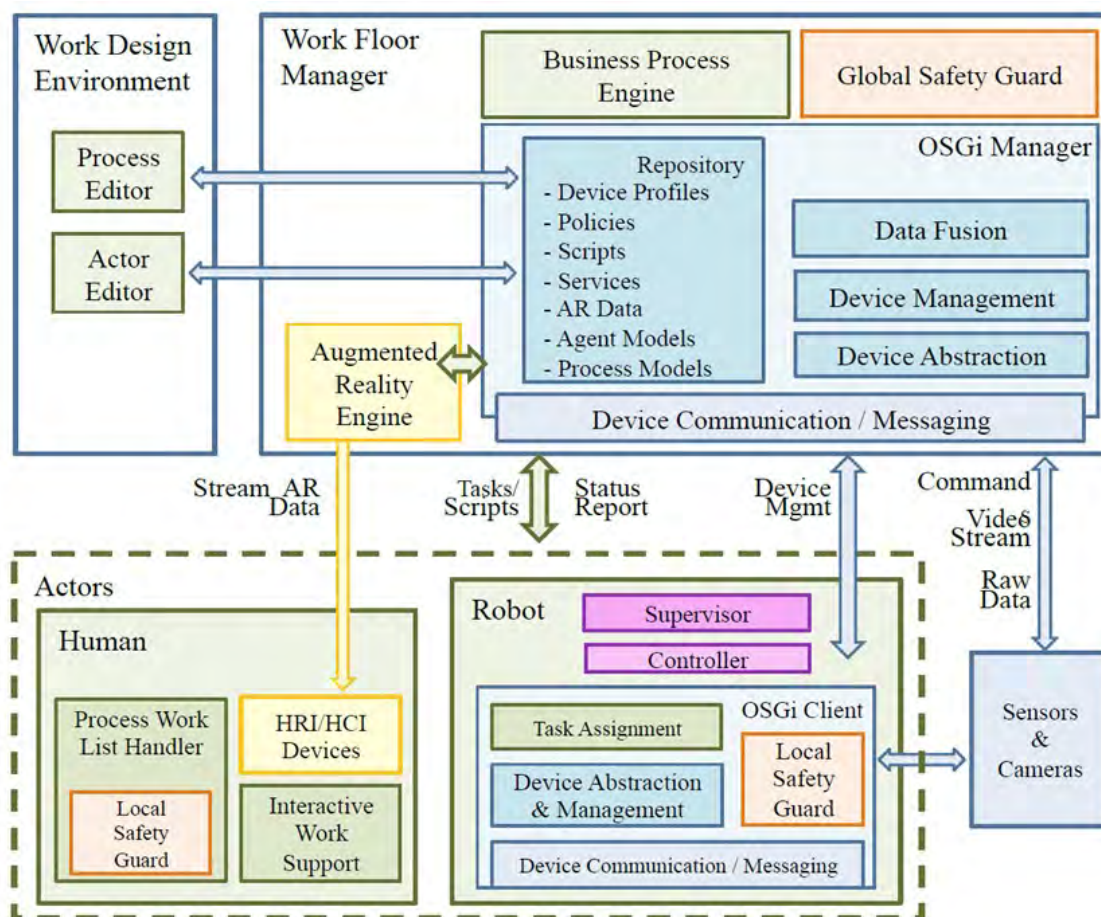 Work Design
Environment
Process
Editor
Actor
Editor
Work Floor
Manager
Business Process
Engine
Global Safety Guard
OSGi Manager
Repository
- Device Profiles
- Policies
- Scripts
- Services
- AR Data
- Agent Models
- Process Models
Data Fusion
Device Management
Device Abstraction
Augmented
Reality
Engine
Device Communication / Messaging
Stream AR
Data
Tasks/
Scripts
Status
Report
Device
Mgmt
Command
Video
Stream
Raw
Data
Actors
Human
Process Work
List Handler
Local
Safety
Guard
HRI/HCI
Devices
Interactive
Work
Support
Robot
Supervisor
Controller
OSGi Client
Task Assignment
Device Abstraction
& Management
Local
Safety
Guard
Device Communication / Messaging
Sensors
&
Cameras